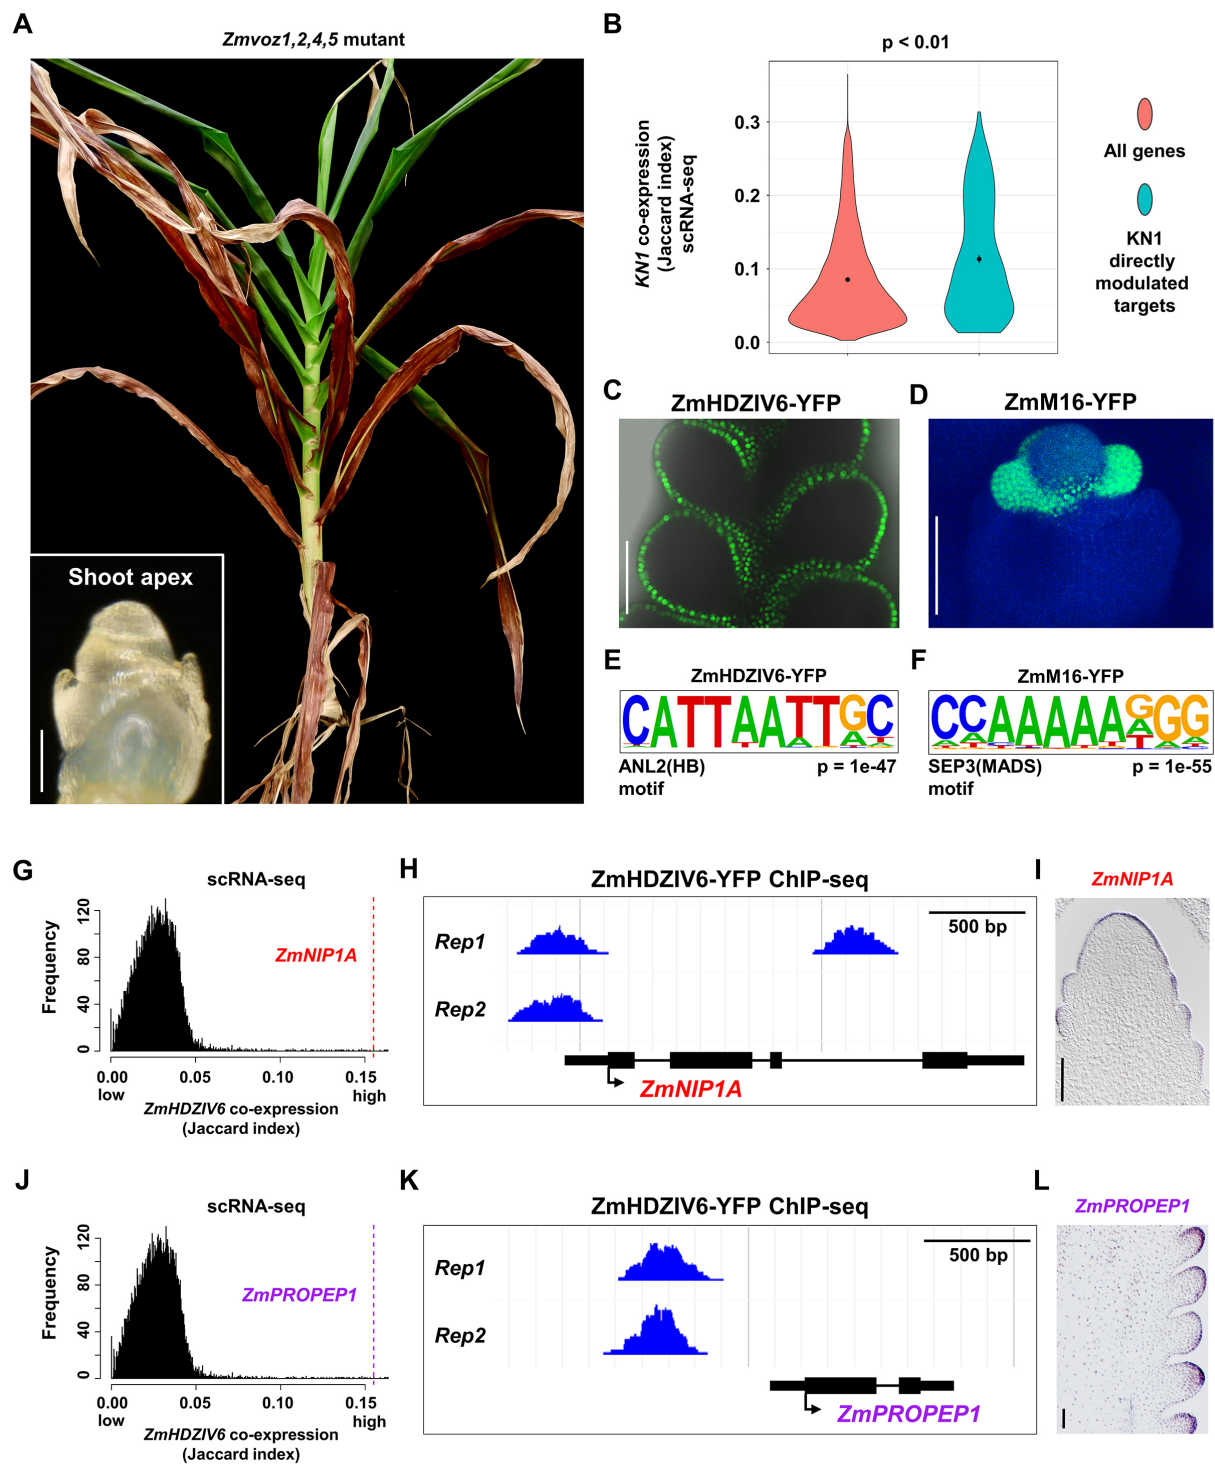 A
Zmvoz1,2,4,5 mutant
Shoot apex
B
p < 0.01
KN1 co-expression
(Jaccard index)
scRNA-seq
0.3
0.2
0.1
0.0
All genes
KN1
directly
modulated
targets
C
ZmHDZIV6-YFP
D
ZmM16-YFP
E
ZmHDZIV6-YFP
CATTAATTGC
ANL2(HB)
motif
p = 1e-47
F
ZmM16-YFP
CCAAAAAGGG
SEP3(MADS)
motif
p = 1e-55
G
scRNA-seq
Frequency
120
80
40
0
ZmNIP1A
0.00
0.05
0.10
0.15
low
high
ZmHDZIV6 co-expression
(Jaccard index)
H
ZmHDZIV6-YFP ChIP-seq
500 bp
Rep1
Rep2
ZmNIP1A
I
ZmNIP1A
J
scRNA-seq
Frequency
120
80
40
0
ZmPROPEP1
0.00
0.05
0.10
0.15
low
high
ZmHDZIV6 co-expression
(Jaccard index)
K
ZmHDZIV6-YFP ChIP-seq
500 bp
Rep1
Rep2
ZmPROPEP1
L
ZmPROPEP1